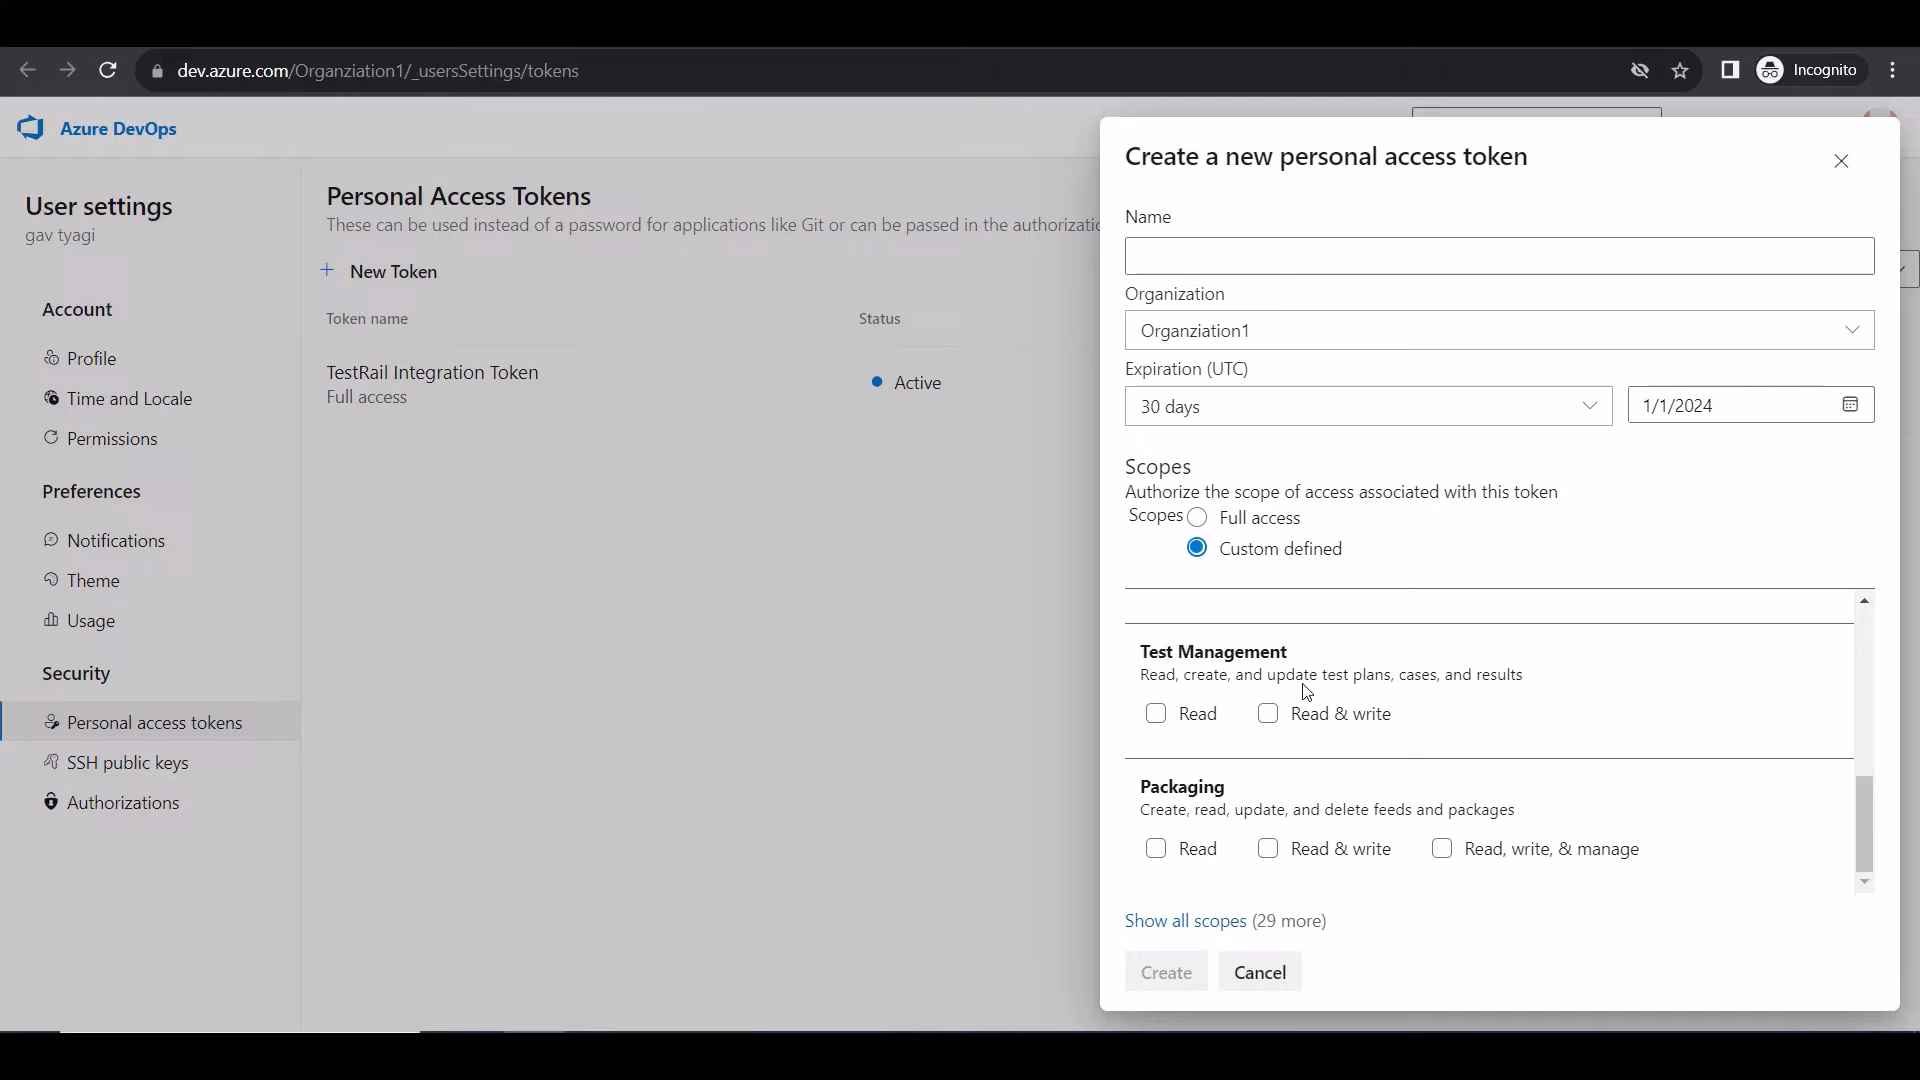 dev.azure.com/Organziation1/_usersSettings/tokens
Incognito
Azure DevOps
User settings
gav tyagi
Account
Profile
Time and Locale
Permissions
Preferences
Notifications
Theme
Usage
Security
Personal access tokens
SSH public keys
Authorizations
Personal Access Tokens
These can be used instead of a password for applications like Git or can be passed in the authorizatio
+ New Token
Token name Status
TestRail Integration Token
Full access
Active
Create a new personal access token
Name
Organization
Organziation1
Expiration (UTC)
30 days 1/1/2024
Scopes
Authorize the scope of access associated with this token
Scopes Full access
Custom defined
Test Management
Read, create, and update test plans, cases, and results
Read Read & write
Packaging
Create, read, update, and delete feeds and packages
Read Read & write Read, write, & manage
Show all scopes (29 more)
Create Cancel